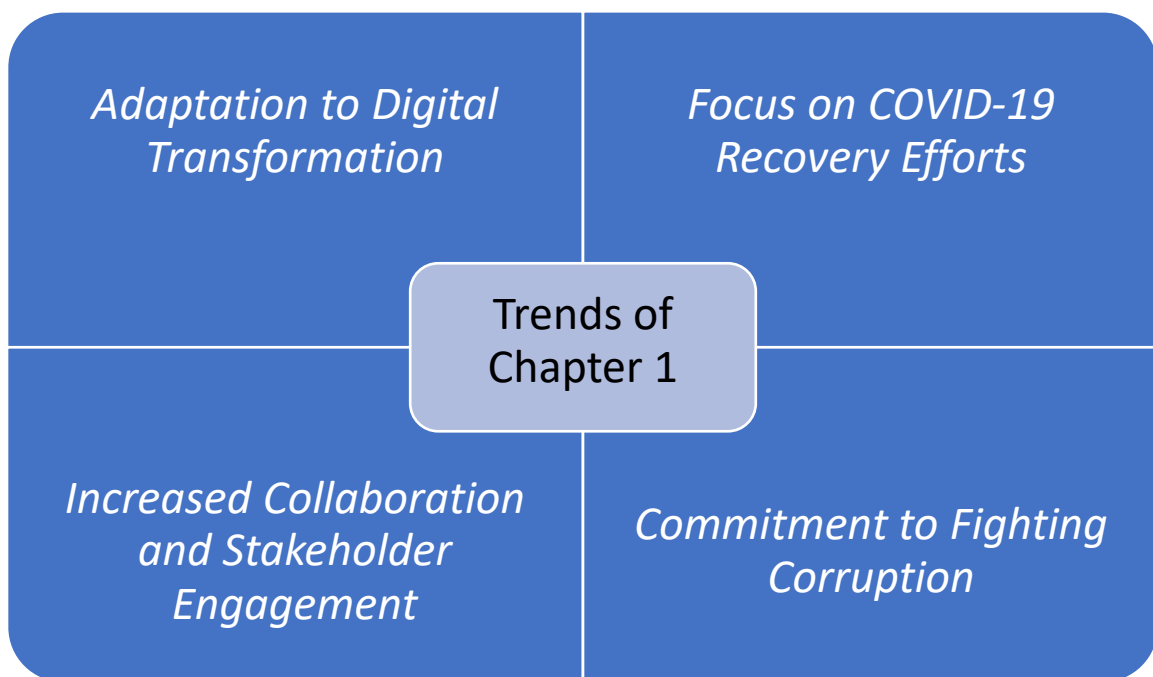 Adaptation to Digital
Transformation
Focus on COVID-19
Recovery Efforts
Trends of
Chapter 1
Increased Collaboration
and Stakeholder
Engagement
Commitment to Fighting
Corruption